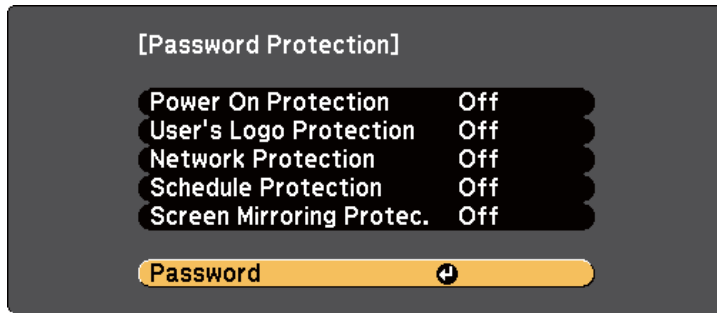 [Password Protection]
Power On Protection Off
User's Logo Protection Off
Network Protection Off
Schedule Protection Off
Screen Mirroring Protec. Off
Password